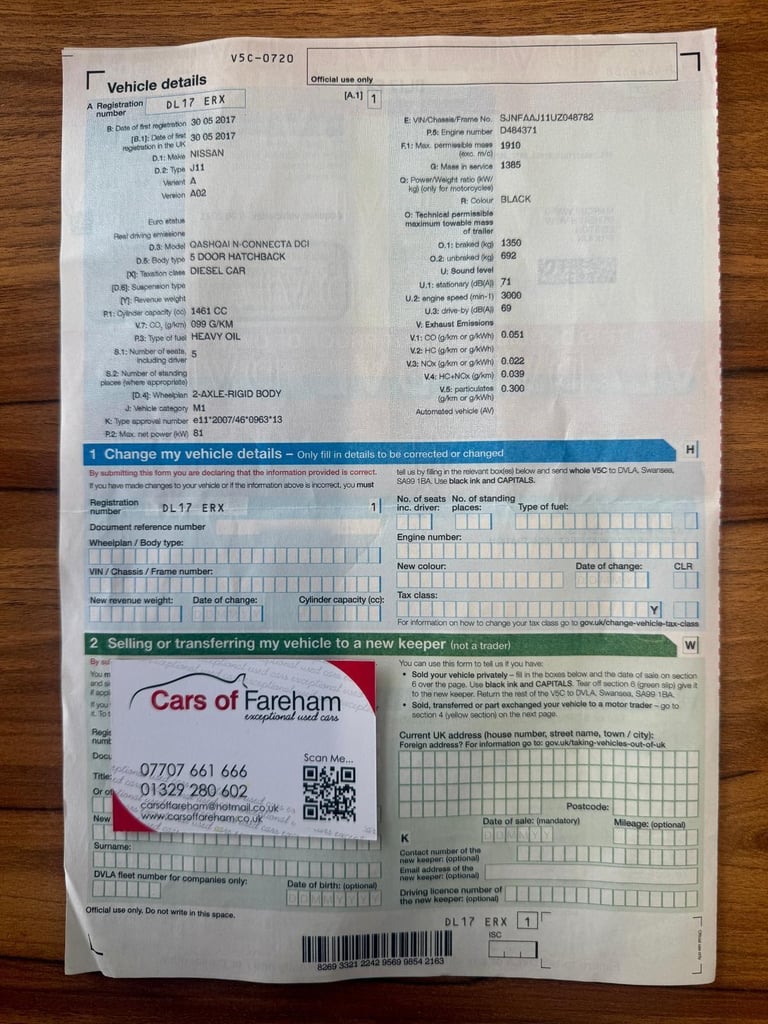 V5C-0720
Official use only
Vehicle details
A Registration number DL17 ERX
[A.1] 1
B: Date of first registration 30 05 2017
[B.1]: Date of first registration in the UK 30 05 2017
D.1: Make NISSAN
D.2: Type J11
Variant A
Version A02
Euro status
Real driving emissions
D.3: Model QASHQAI N-CONNECTA DCI
D.5: Body type 5 DOOR HATCHBACK
[X]: Taxation class DIESEL CAR
[D.6]: Suspension type
[Y]: Revenue weight
P.1: Cylinder capacity (cc) 1461 CC
V.7: CO₂ (g/km) 099 G/KM
P.3: Type of fuel HEAVY OIL
S.1: Number of seats, including driver 5
S.2: Number of standing places (where appropriate)
[D.4]: Wheelplan 2-AXLE-RIGID BODY
J: Vehicle category M1
K: Type approval number e11*2007/46*0963*13
P.2: Max. net power (kW) 81
E: VIN/Chassis/Frame No. SJNFAAJ11UZ048782
P.5: Engine number D484371
F.1: Max. permissible mass (exc. m/c) 1910
G: Mass in service 1385
Q: Power/Weight ratio (kW/kg) (only for motorcycles)
R: Colour BLACK
O: Technical permissible maximum towable mass of trailer
O.1: braked (kg) 1350
O.2: unbraked (kg) 692
U: Sound level
U.1: stationary (dB(A)) 71
U.2: engine speed (min-1) 3000
U.3: drive-by (dB(A)) 69
V: Exhaust Emissions
V.1: CO (g/km or g/kWh) 0.051
V.2: HC (g/km or g/kWh)
V.3: NOx (g/km or g/kWh) 0.022
V.4: HC+NOx (g/km) 0.039
V.5: particulates (g/km or g/kWh) 0.300
Automated vehicle (AV)
1 Change my vehicle details – Only fill in details to be corrected or changed
H
By submitting this form you are declaring that the information provided is correct.
If you have made changes to your vehicle or if the information above is incorrect, you must
tell us by filling in the relevant box(es) below and send whole V5C to DVLA, Swansea,
SA99 1BA. Use black ink and CAPITALS.
Registration number DL17 ERX 1
Document reference number
Wheelplan / Body type:
VIN / Chassis / Frame number:
New revenue weight:
Date of change:
Cylinder capacity (cc):
No. of seats inc. driver:
No. of standing places:
Type of fuel:
Engine number:
New colour:
Date of change:
CLR
Tax class:
Y
For information on how to change your tax class go to gov.uk/change-vehicle-tax-class
2 Selling or transferring my vehicle to a new keeper (not a trader)
W
You can use this form to tell us if you have:
• Sold your vehicle privately – fill in the boxes below and the date of sale on section
6 over the page. Use black ink and CAPITALS. Tear off section 6 (green slip) give it
to the new keeper. Return the rest of the V5C to DVLA, Swansea, SA99 1BA.
• Sold, transferred or part exchanged your vehicle to a motor trader – go to
section 4 (yellow section) on the next page.
Cars of Fareham
exceptional used cars
Scan Me...
07707 661 666
01329 280 602
carsoffareham@hotmail.co.uk
www.carsoffareham.co.uk
Title:
New
Surname:
DVLA fleet number for companies only:
Date of birth: (optional)
Current UK address (house number, street name, town / city):
Foreign address? For information go to: gov.uk/taking-vehicles-out-of-uk
Postcode:
Date of sale: (mandatory)
Mileage: (optional)
K
Contact number of the new keeper: (optional)
Email address of the new keeper: (optional)
Driving licence number of the new keeper: (optional)
Official use only. Do not write in this space.
DL17 ERX 1
ISC
8269 3321 2242 9569 9854 2163